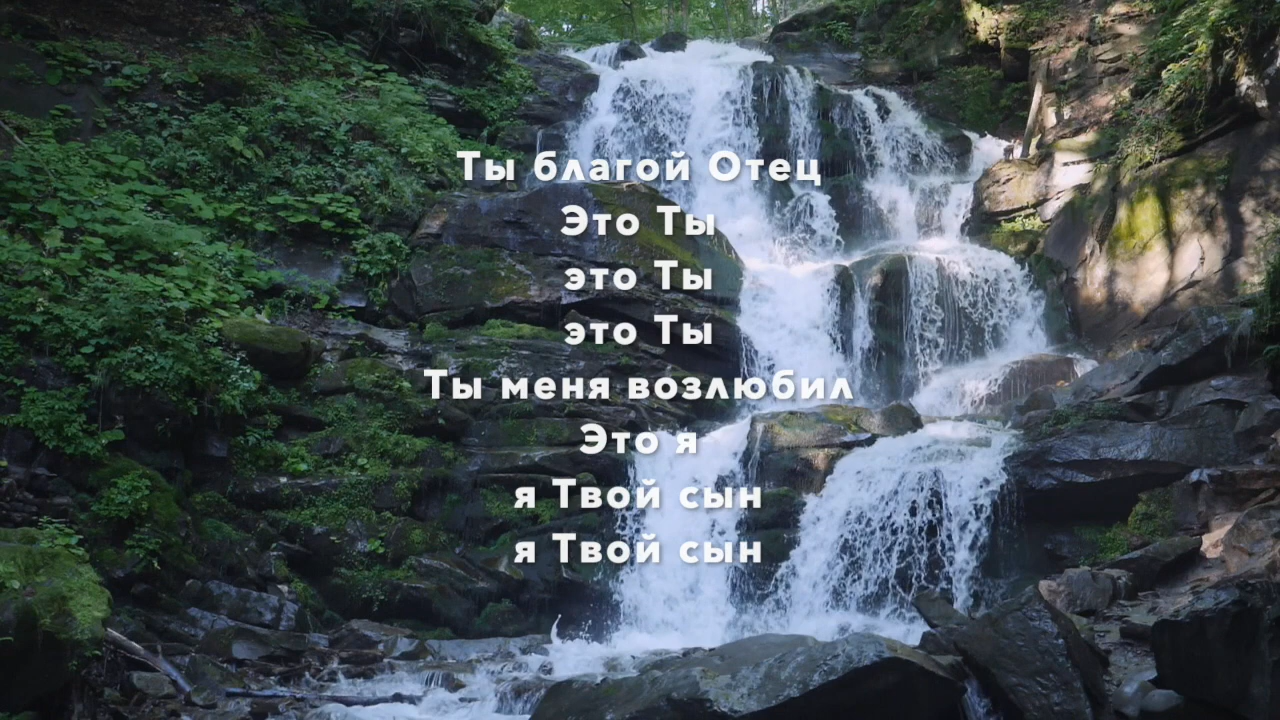 Ты благой Отец
Это Ты
это Ты
это Ты
Ты меня возлюбил
Это я
я Твой сын
я Твой сын